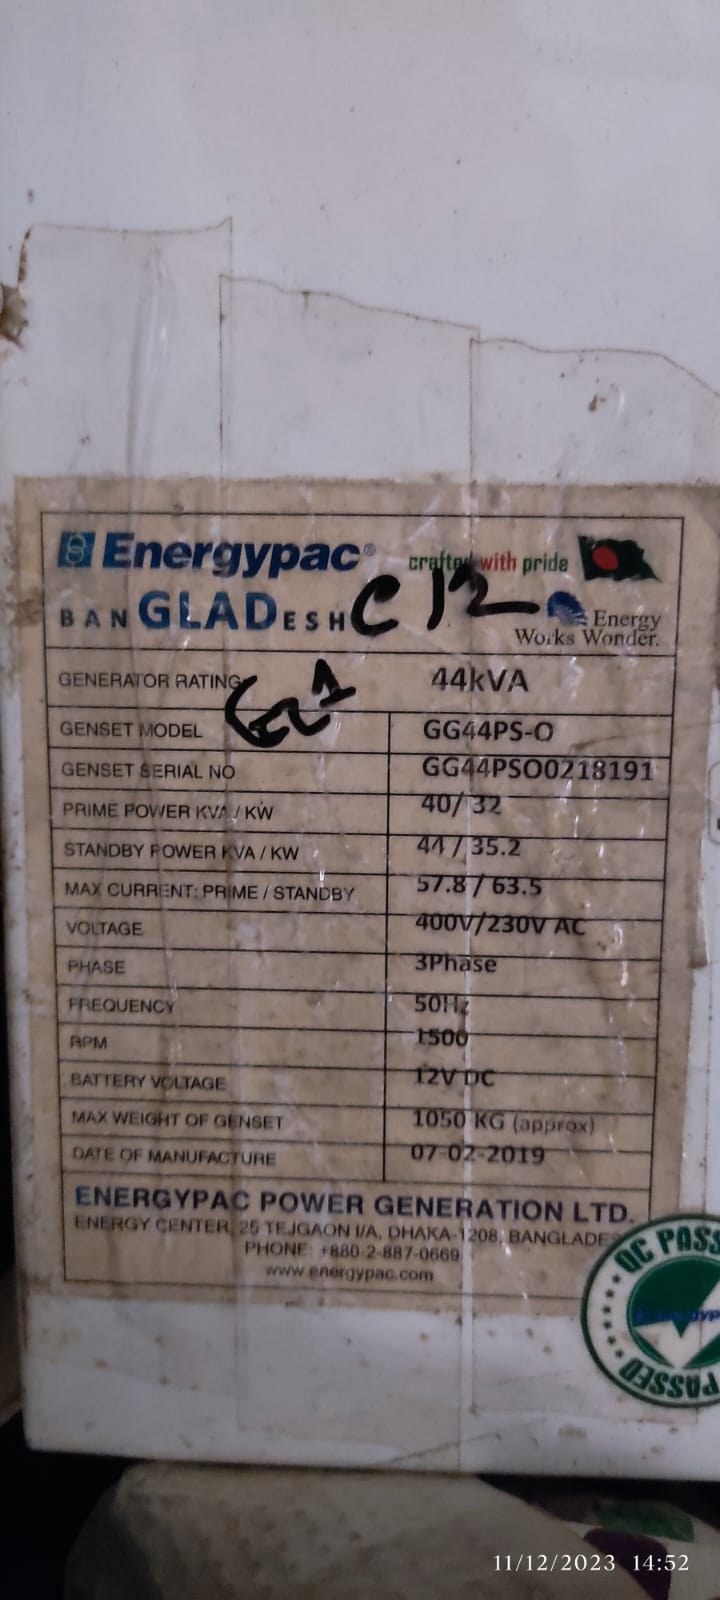 Energypac® crafted with pride
BANGLADESH C12 Energy
Works Wonder.
GENERATOR RATING 44kVA
GENSET MODEL GG44PS-O
GENSET SERIAL NO GG44PSO0218191
PRIME POWER KVA / KW 40/ 32
STANDBY POWER KVA / KW 44 / 35.2
MAX CURRENT: PRIME / STANDBY 57.8 / 63.5
VOLTAGE 400V/230V AC
PHASE 3Phase
FREQUENCY 50Hz
RPM 1500
BATTERY VOLTAGE 12V DC
MAX WEIGHT OF GENSET 1050 KG (approx)
DATE OF MANUFACTURE 07-02-2019
ENERGYPAC POWER GENERATION LTD.
ENERGY CENTER, 25 TEJGAON I/A, DHAKA-1208, BANGLADES
PHONE: +880-2-887-0669
www.energypac.com
QC PASS
PASSED
11/12/2023 14:52